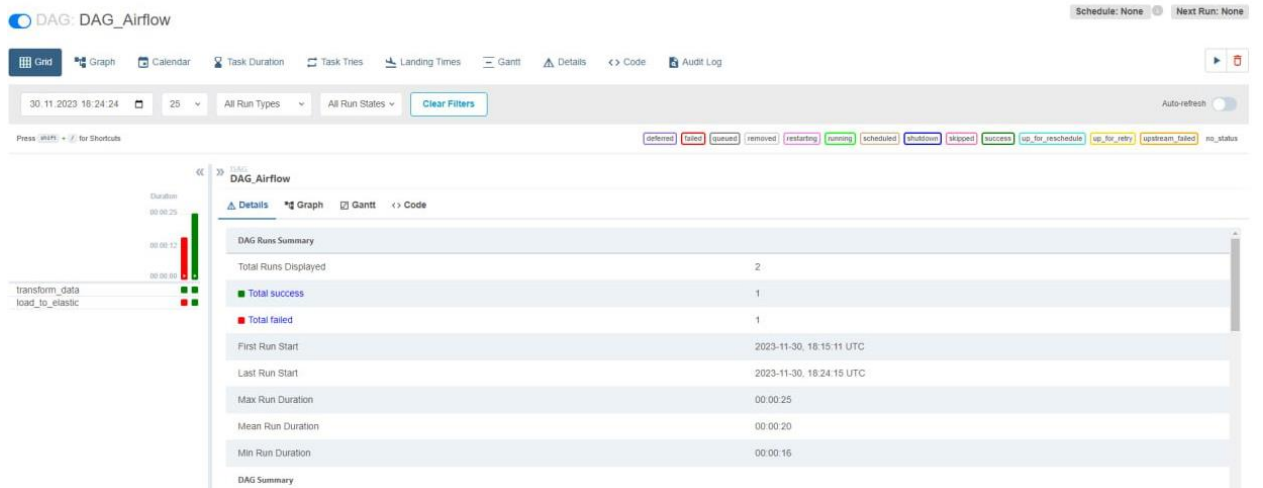 DAG: DAG_Airflow
Schedule: None Next Run: None
Grid Graph Calendar Task Duration Task Tries Landing Times Gantt Details <> Code Audit Log
30.11.2023 18:24:24 25 All Run Types All Run States Clear Filters Auto-refresh
Press shift + / for Shortcuts
deferred failed queued removed restarting running scheduled shutdown skipped success up_for_reschedule up_for_retry upstream_failed no_status
DAG
DAG_Airflow
Duration
00:00:25
00:00:12
00:00:00
transform_data
load_to_elastic
Details Graph Gantt <> Code
DAG Runs Summary
Total Runs Displayed 2
Total success 1
Total failed 1
First Run Start 2023-11-30, 18:15:11 UTC
Last Run Start 2023-11-30, 18:24:15 UTC
Max Run Duration 00:00:25
Mean Run Duration 00:00:20
Min Run Duration 00:00:16
DAG Summary